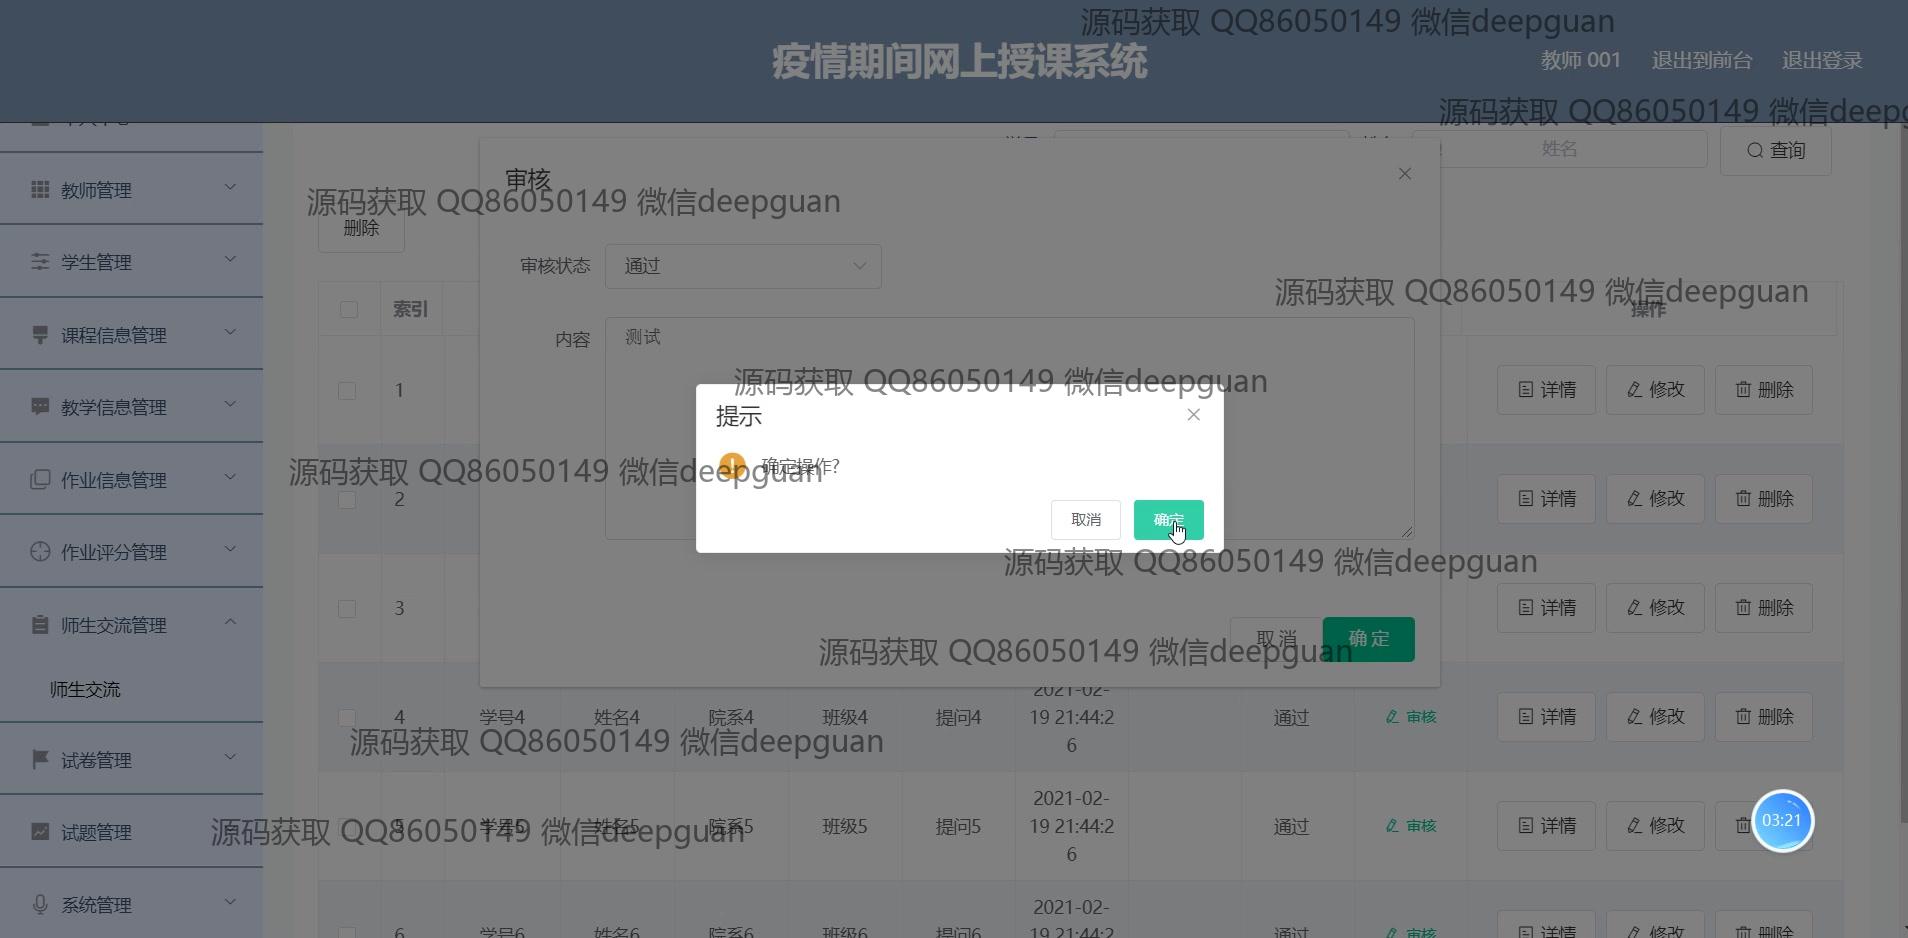 源码获取 QQ86050149 微信deepguan
疫情期间网上授课系统
教师 001 退出到前台 退出登录
源码获取 QQ86050149 微信deepg
姓名 查询
教师管理
学生管理
课程信息管理
教学信息管理
作业信息管理
作业评分管理
师生交流管理
师生交流
试卷管理
试题管理
系统管理
审核
源码获取 QQ86050149 微信deepguan
删除
审核状态 通过
源码获取 QQ86050149 微信deepguan
索引 操作
内容 测试
源码获取 QQ86050149 微信deepguan
1 详情 修改 删除
提示
确定操作?
源码获取 QQ86050149 微信deepguan
2 详情 修改 删除
取消 确定
源码获取 QQ86050149 微信deepguan
3 详情 修改 删除
取消 确定
源码获取 QQ86050149 微信deepguan
4 学号4 姓名4 院系4 班级4 提问4 2021-02-
19 21:44:2
6 通过 审核 详情 修改 删除
源码获取 QQ86050149 微信deepguan
5 学号5 姓名5 院系5 班级5 提问5 2021-02-
19 21:44:2
6 通过 审核 详情 修改
03:21
源码获取 QQ86050149 微信deepguan
6 学号6 姓名6 院系6 班级6 提问6 2021-02-
19 21:44:2 通过 审核 详情 修改 删除